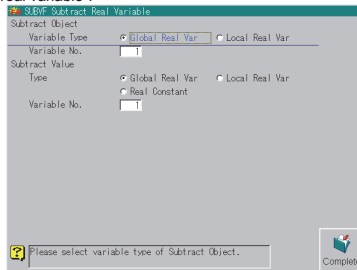 SUBVF Subtract Real Variable
Subtract Object
Variable Type Global Real Var Local Real Var
Variable No. 1
Subtract Value
Type Global Real Var Local Real Var
Real Constant
Variable No. 1
Please select variable type of Subtract Object.
Complete